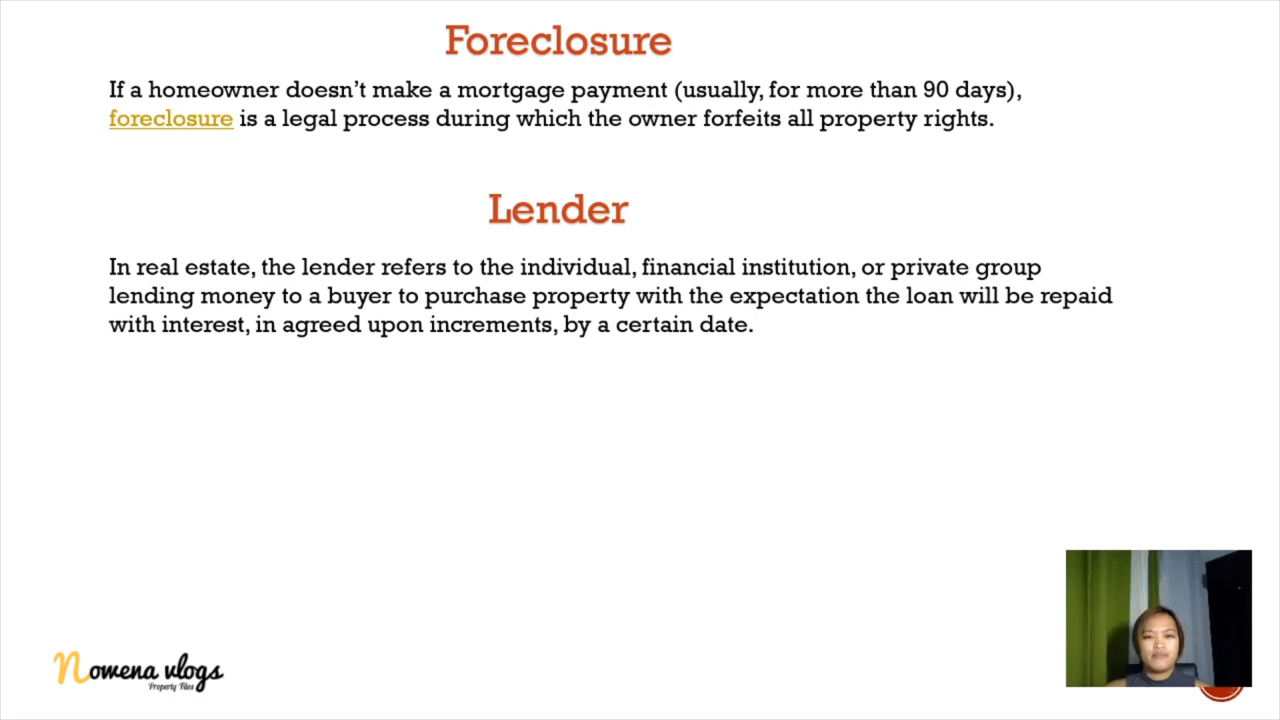 Foreclosure
If a homeowner doesn’t make a mortgage payment (usually, for more than 90 days),
foreclosure is a legal process during which the owner forfeits all property rights.
Lender
In real estate, the lender refers to the individual, financial institution, or private group
lending money to a buyer to purchase property with the expectation the loan will be repaid
with interest, in agreed upon increments, by a certain date.
nowena vlogs
Property Files